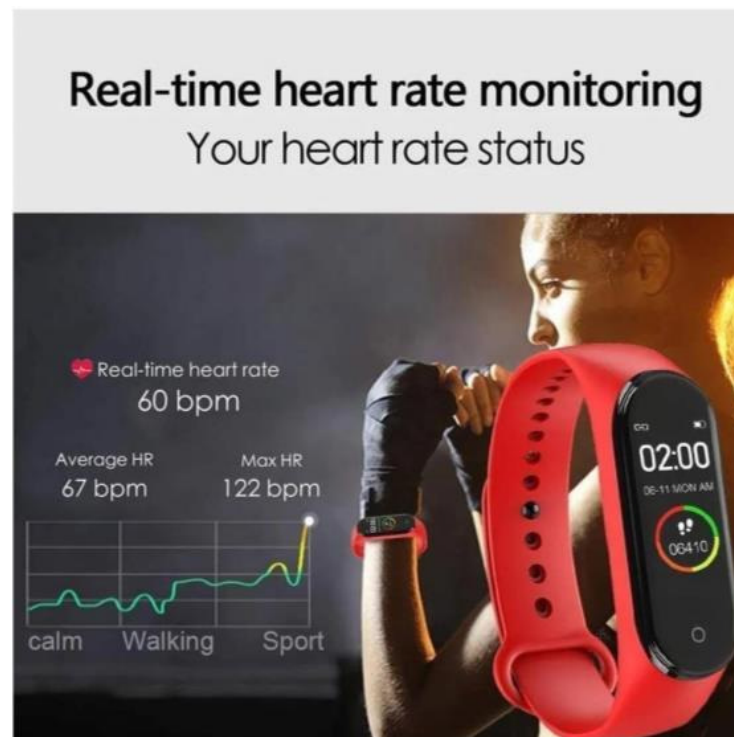 Real-time heart rate monitoring
Your heart rate status
Real-time heart rate
60 bpm
Average HR
Max HR
67 bpm
122 bpm
calm
Walking
Sport
02:00
06-11 MON AM
06410